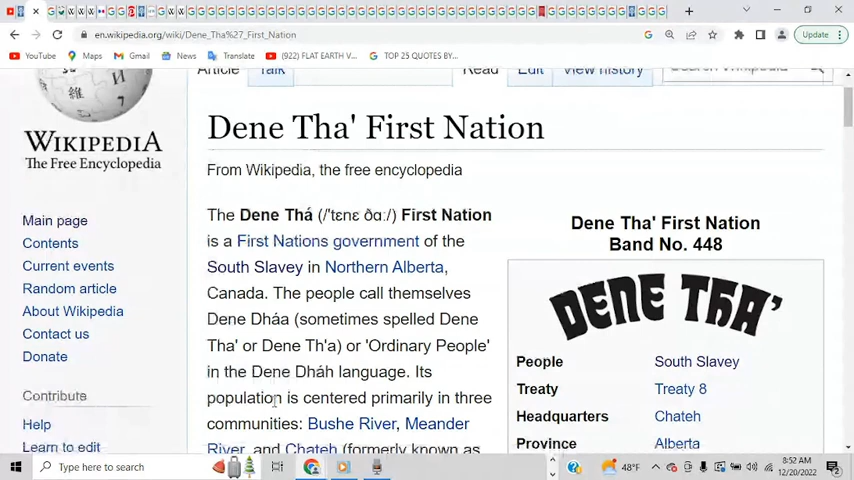 en.wikipedia.org/wiki/Dene_Tha%27_First_Nation
Update
YouTube
Maps
Gmail
News
Translate
(922) FLAT EARTH V...
TOP 25 QUOTES BY...
Article
Talk
Read
Edit
View history
Search Wikipedia
WIKIPEDIA
The Free Encyclopedia
Main page
Contents
Current events
Random article
About Wikipedia
Contact us
Donate
Contribute
Help
Learn to edit
Dene Tha' First Nation
From Wikipedia, the free encyclopedia
The Dene Thá (/ˈtɛnɛ ðɑː/) First Nation
is a First Nations government of the
South Slavey in Northern Alberta,
Canada. The people call themselves
Dene Dháa (sometimes spelled Dene
Tha' or Dene Th'a) or 'Ordinary People'
in the Dene Dháh language. Its
population is centered primarily in three
communities: Bushe River, Meander
River, and Chateh (formerly known as
Dene Tha' First Nation
Band No. 448
DENE THA'
People South Slavey
Treaty Treaty 8
Headquarters Chateh
Province Alberta
Type here to search
48°F
8:52 AM
12/20/2022